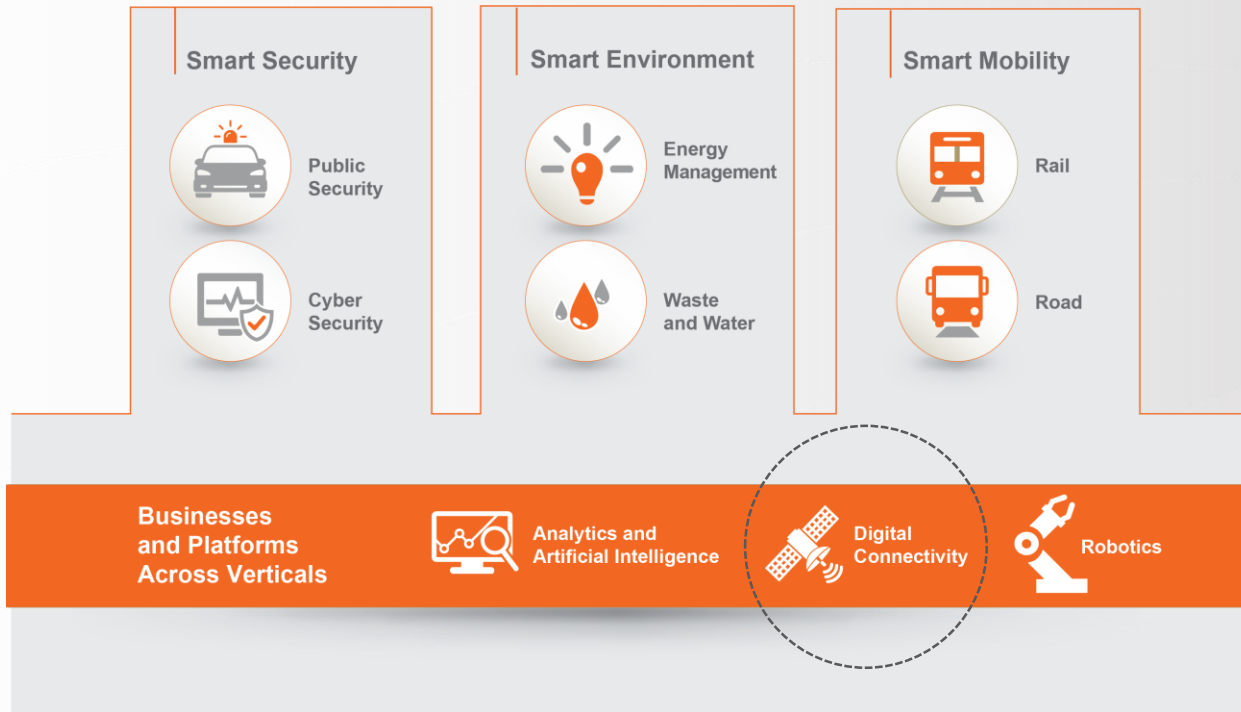 Smart Security
Public
Security
Cyber
Security
Smart Environment
Energy
Management
Waste
and Water
Smart Mobility
Rail
Road
Businesses
and Platforms
Across Verticals
Analytics and
Artificial Intelligence
Digital
Connectivity
Robotics